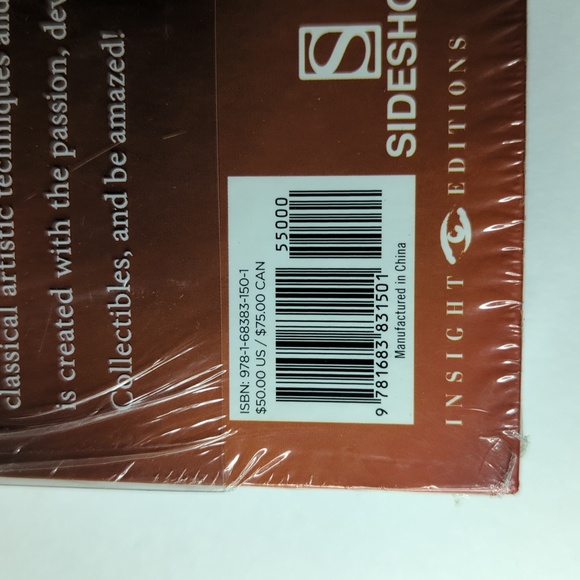 classical artistic techniques and
is created with the passion, dev
Collectibles, and be amazed!
S
SIDESHO
ISBN: 978-1-68383-150-1
$50.00 US / $75.00 CAN
55000
9 781683 831501
Manufactured in China
INSIGHT EDITIONS